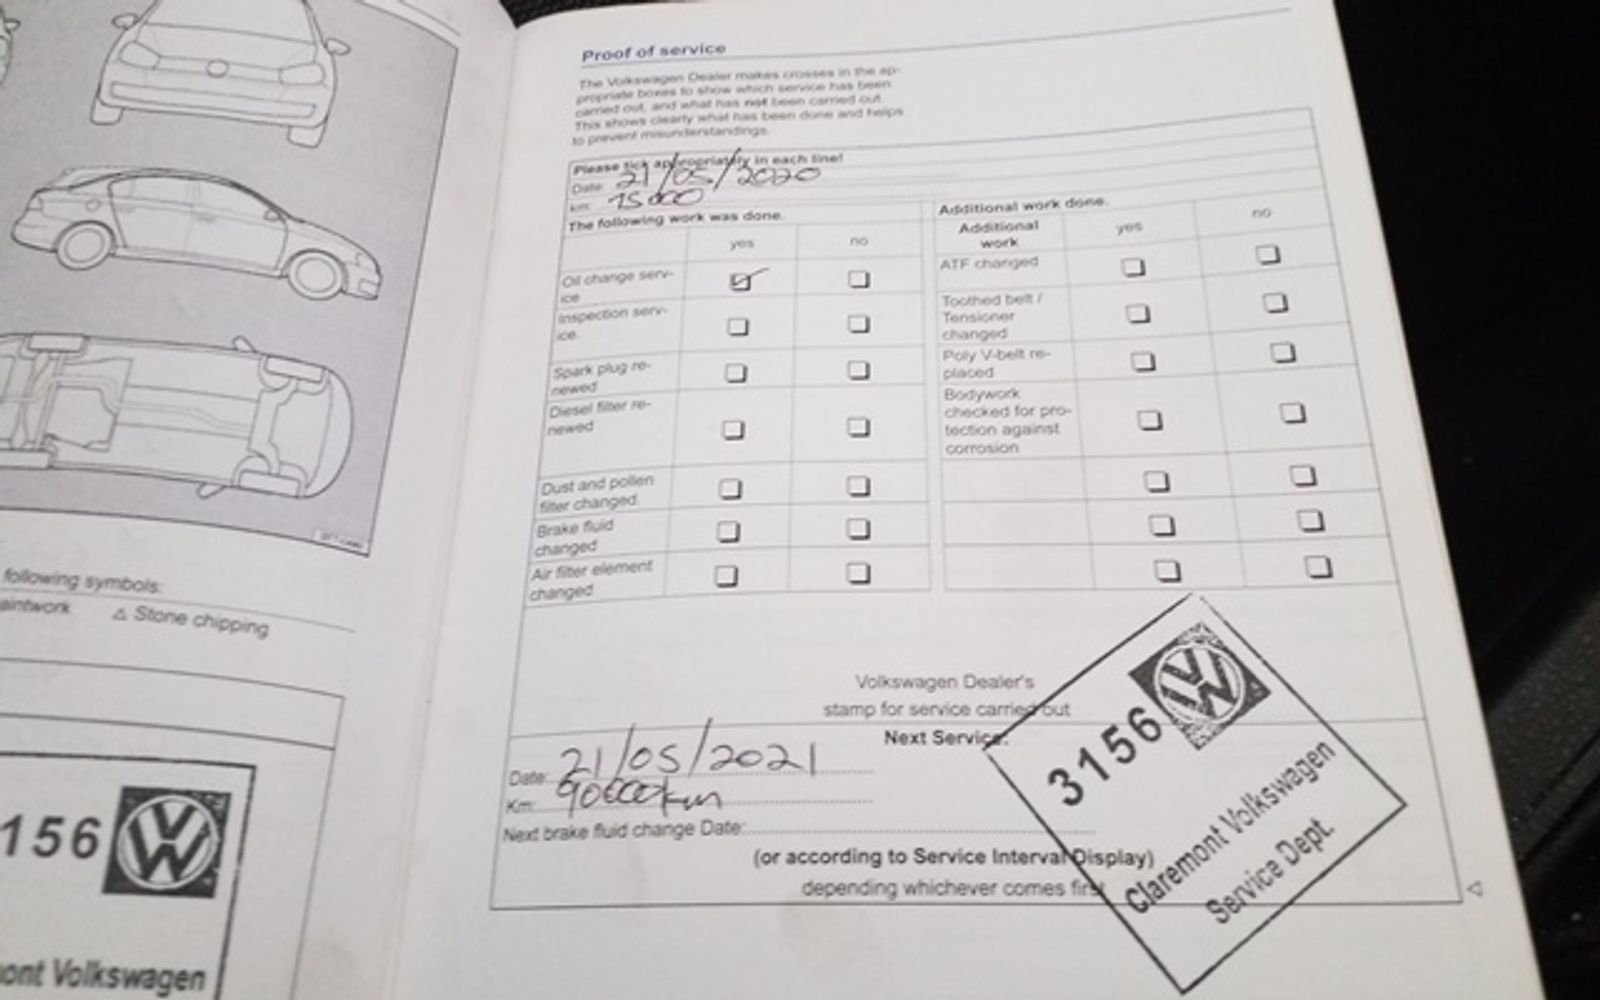 following symbols:
aintwork △ Stone chipping
156
ont Volkswagen
Proof of service
The Volkswagen Dealer makes crosses in the ap-
propriate boxes to show which service has been
carried out, and what has not been carried out.
This shows clearly what has been done and helps
to prevent misunderstandings.
Please tick appropriately in each line!
Date: 21/05/2020
km: 75000
The following work was done.
yes no
Oil change serv-
ice
Inspection serv-
ice.
Spark plug re-
newed
Diesel filter re-
newed
Dust and pollen
filter changed.
Brake fluid
changed
Air filter element
changed
Additional work done.
Additional
work
yes no
ATF changed
Toothed belt /
Tensioner
changed
Poly V-belt re-
placed
Bodywork
checked for pro-
tection against
corrosion
Volkswagen Dealer's
stamp for service carried out
Next Service:
Date: 21/05/2021
Km: 90000km
Next brake fluid change Date:
(or according to Service Interval Display)
depending whichever comes first
3156
Claremont Volkswagen
Service Dept.